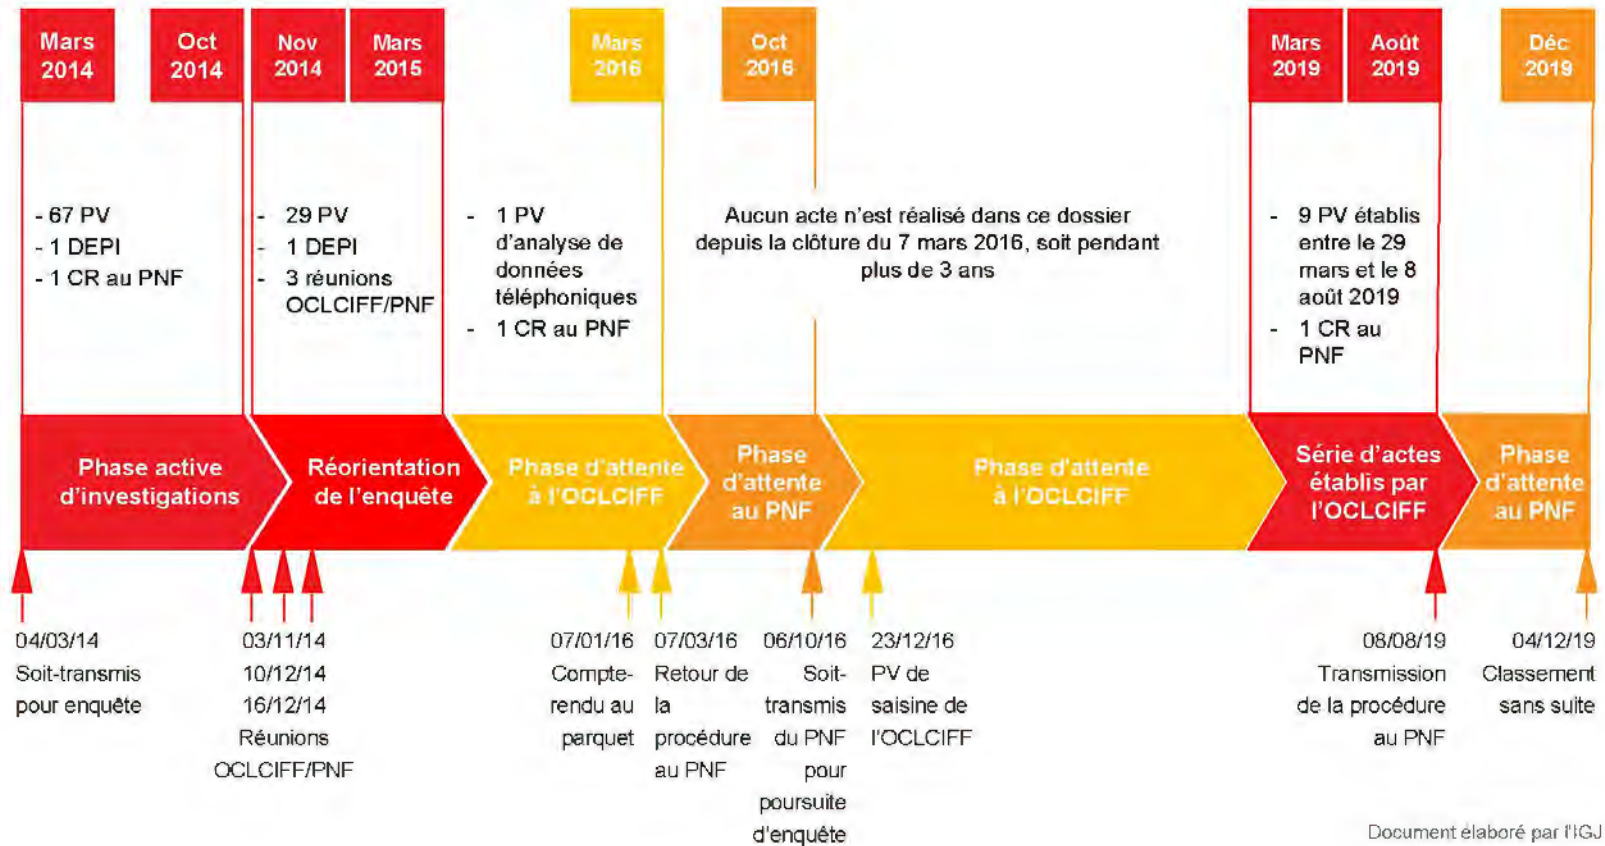 Mars
2014
Oct
2014
Nov
2014
Mars
2015
Mars
2016
Oct
2016
Mars
2019
Août
2019
Déc
2019
- 67 PV
- 1 DEPI
- 1 CR au PNF
- 29 PV
- 1 DEPI
- 3 réunions
OCLCIFF/PNF
- 1 PV
d'analyse de
données
téléphoniques
- 1 CR au PNF
Aucun acte n'est réalisé dans ce dossier
depuis la clôture du 7 mars 2016, soit pendant
plus de 3 ans
- 9 PV établis
entre le 29
mars et le 8
août 2019
- 1 CR au
PNF
Phase active
d'investigations
Réorientation
de l'enquête
Phase d'attente
à l'OCLCIFF
Phase
d'attente
au PNF
Phase d'attente
à l'OCLCIFF
Série d'actes
établis par
l'OCLCIFF
Phase
d'attente
au PNF
04/03/14
Soit-transmis
pour enquête
03/11/14
10/12/14
16/12/14
Réunions
OCLCIFF/PNF
07/01/16
Compte-
rendu au
parquet
07/03/16
Retour de
la
procédure
au PNF
06/10/16
Soit-
transmis
du PNF
pour
poursuite
d'enquête
23/12/16
PV de
saisine de
l'OCLCIFF
08/08/19
Transmission
de la procédure
au PNF
04/12/19
Classement
sans suite
Document élaboré par l'IGJ